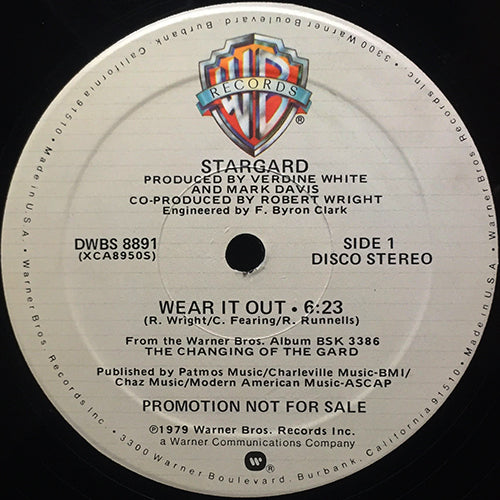 WB
RECORDS
®
STARGARD
PRODUCED BY VERDINE WHITE
AND MARK DAVIS
CO-PRODUCED BY ROBERT WRIGHT
Engineered by F. Byron Clark
DWBS 8891
(XCA8950S)
SIDE 1
DISCO STEREO
WEAR IT OUT • 6:23
(R. Wright/C. Fearing/R. Runnells)
From the Warner Bros. Album BSK 3386
THE CHANGING OF THE GARD
Published by Patmos Music/Charleville Music-BMI/
Chaz Music/Modern American Music-ASCAP
PROMOTION NOT FOR SALE
©1979 Warner Bros. Records Inc.
a Warner Communications Company
W ®
Warner Bros. Records Inc. • 3300 Warner Boulevard, Burbank, California 91510 • Made in U.S.A. • Warner Bros. Records Inc. • 3300 Warner Boulevard, Burbank, California 91510 • Made in U.S.A. •